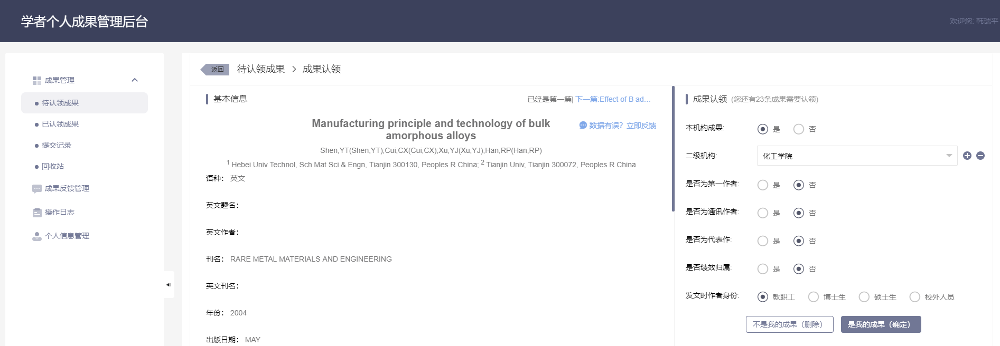 学者个人成果管理后台
欢迎您: 韩瑞平
成果管理
待认领成果
已认领成果
提交记录
回收站
成果反馈管理
操作日志
个人信息管理
返回 待认领成果 > 成果认领
基本信息
已经是第一篇| 下一篇:Effect of B ad...
Manufacturing principle and technology of bulk
amorphous alloys
数据有误？立即反馈
Shen,YT(Shen,YT);Cui,CX(Cui,CX);Xu,YJ(Xu,YJ);Han,RP(Han,RP)
1 Hebei Univ Technol, Sch Mat Sci & Engn, Tianjin 300130, Peoples R China; 2 Tianjin Univ, Tianjin 300072, Peoples R China
语种： 英文
英文题名：
英文作者：
刊名： RARE METAL MATERIALS AND ENGINEERING
英文刊名：
年份： 2004
出版日期： MAY
成果认领 (您还有23条成果需要认领)
本机构成果: 是 否
二级机构: 化工学院
是否为第一作者: 是 否
是否为通讯作者: 是 否
是否为代表作: 是 否
是否绩效归属: 是 否
发文时作者身份: 教职工 博士生 硕士生 校外人员
不是我的成果（删除） 是我的成果（确定）